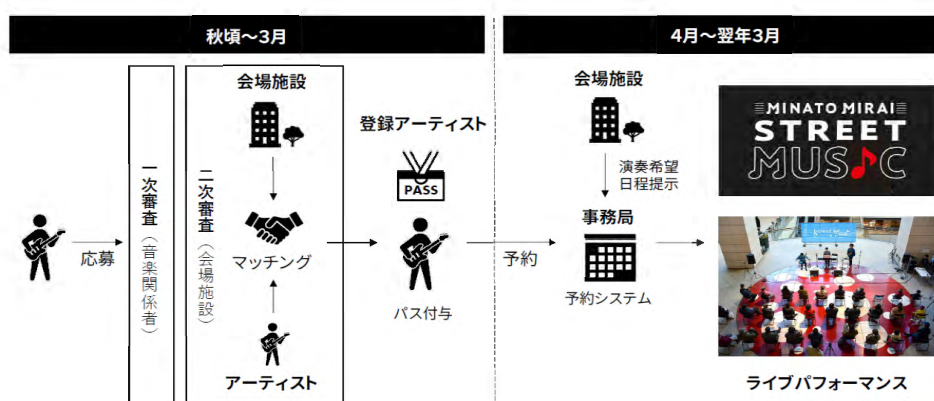 秋頃～3月
4月～翌年3月
応募
一次審査（音楽関係者）
二次審査（会場施設）
会場施設
マッチング
アーティスト
登録アーティスト
PASS
パス付与
予約
会場施設
演奏希望
日程提示
事務局
予約システム
MINATO MIRAI
STREET
MUSIC
ライブパフォーマンス